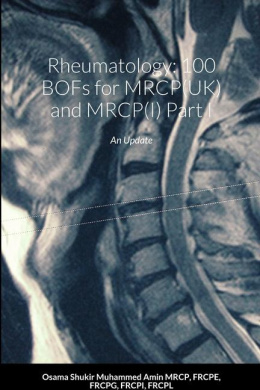 Rheumatology: 100
BOFs for MRCP(UK)
and MRCP(I) Part I
An Update
Osama Shukir Muhammed Amin MRCP, FRCPE,
FRCPG, FRCPI, FRCPL